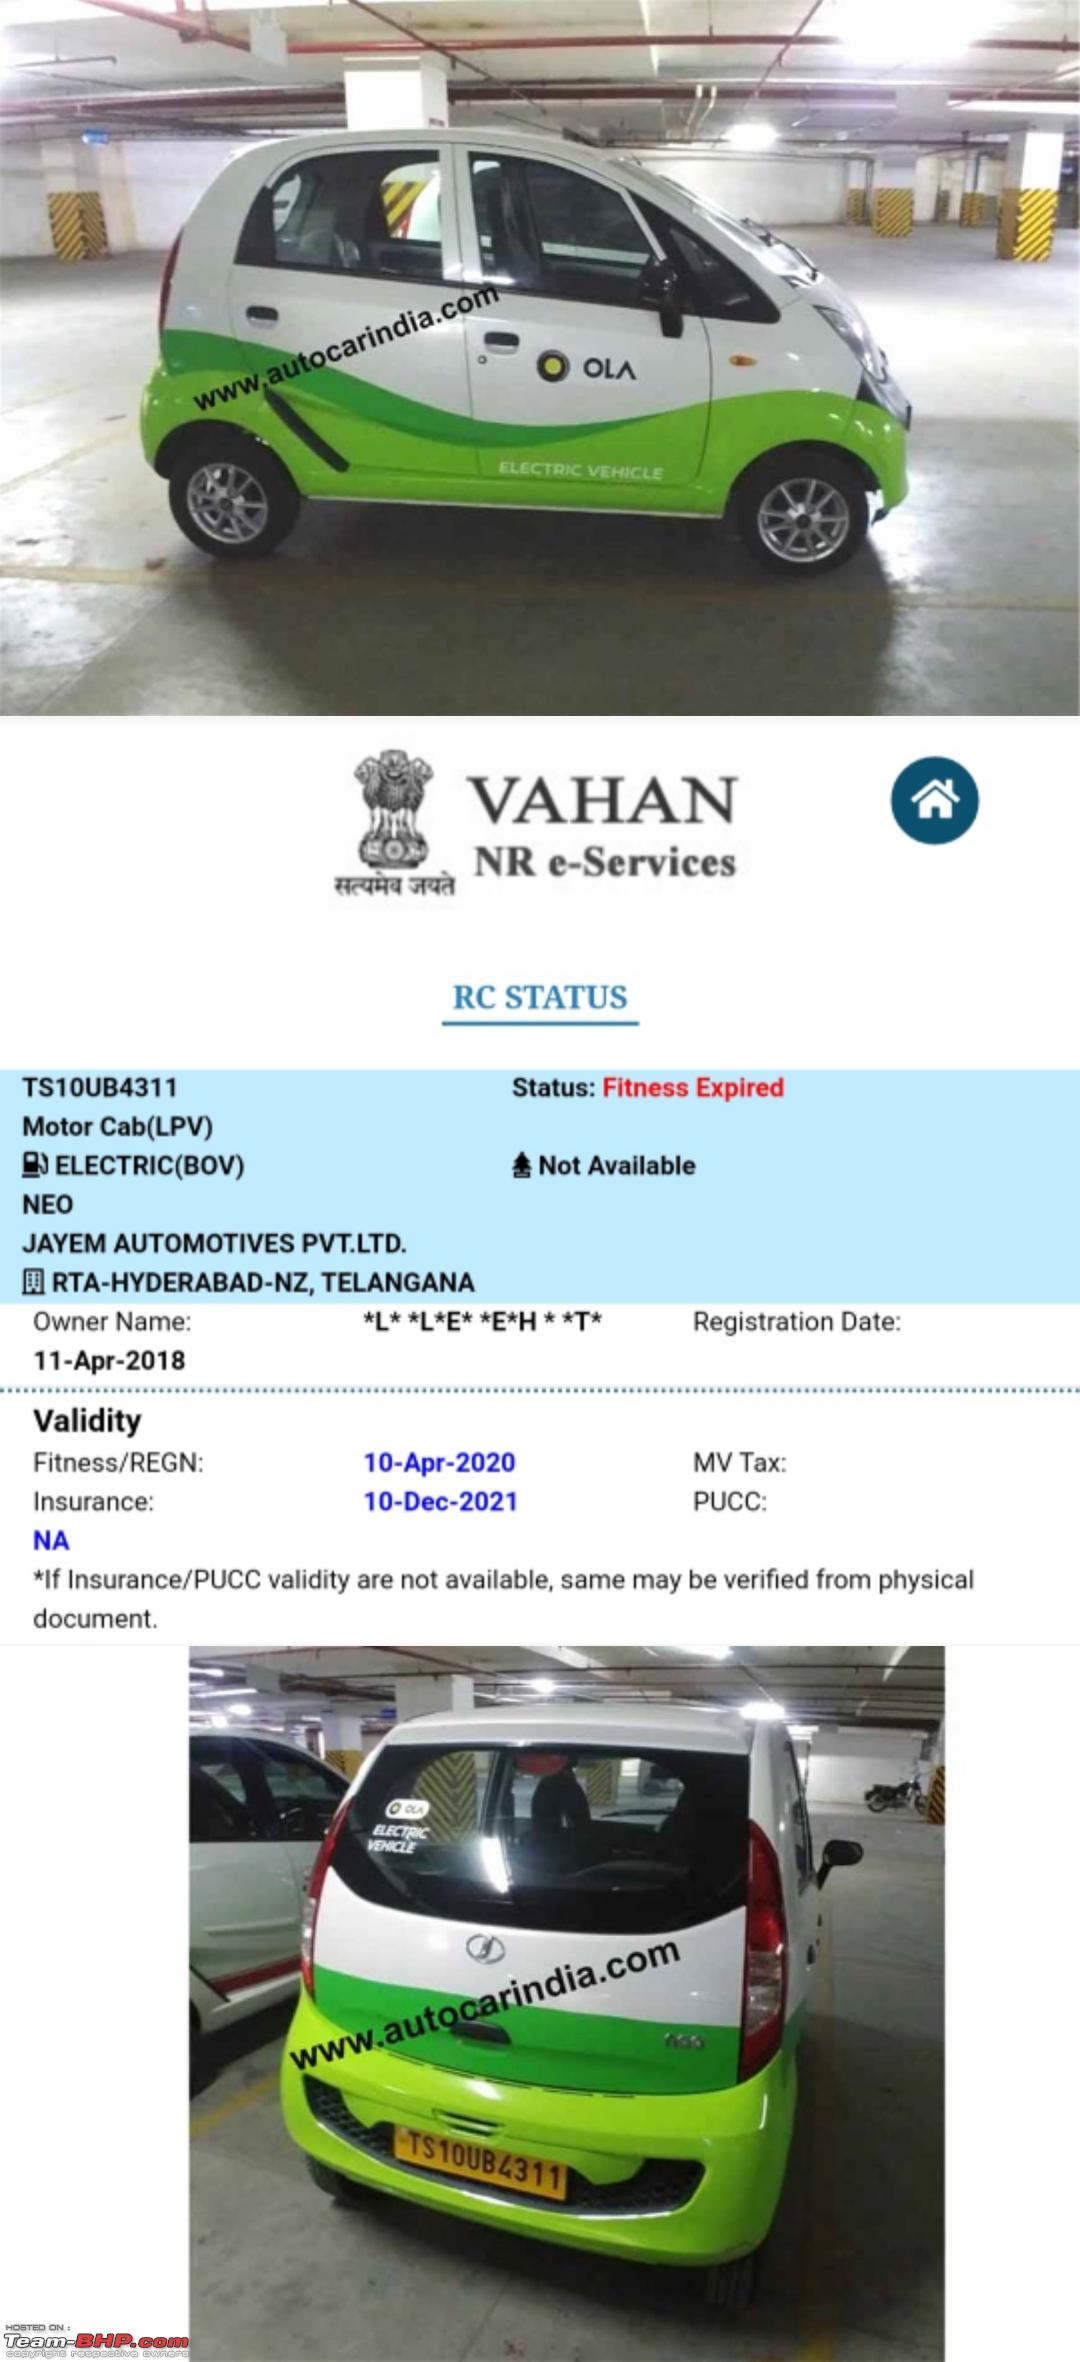 www.autocarindia.com
OLA
ELECTRIC VEHICLE
VAHAN
NR e-Services
सत्यमेव जयते
RC STATUS
TS10UB4311 Status: Fitness Expired
Motor Cab(LPV)
ELECTRIC(BOV) Not Available
NEO
JAYEM AUTOMOTIVES PVT.LTD.
RTA-HYDERABAD-NZ, TELANGANA
Owner Name: *L* *L*E* *E*H * *T* Registration Date:
11-Apr-2018
Validity
Fitness/REGN: 10-Apr-2020 MV Tax:
Insurance: 10-Dec-2021 PUCC:
NA
*If Insurance/PUCC validity are not available, same may be verified from physical
document.
OLA
ELECTRIC
VEHICLE
www.autocarindia.com
neo
TS10UB4311
HOSTED ON :
Team-BHP.com
copyright respective owners